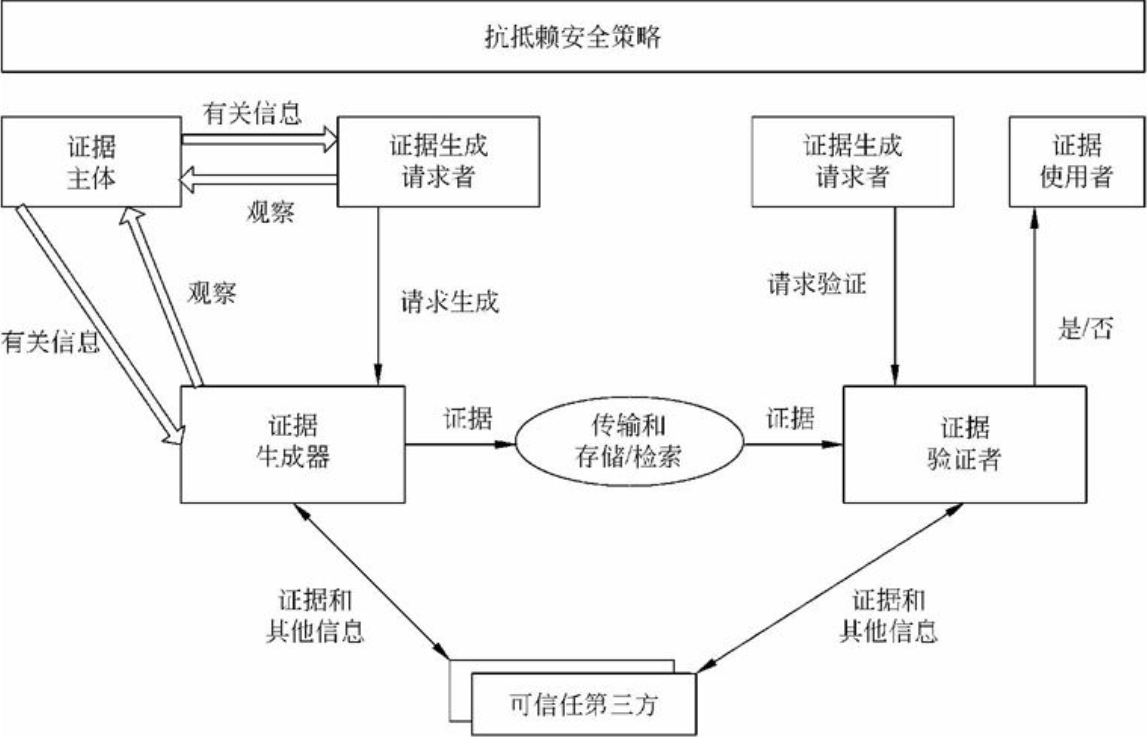 抗抵赖安全策略
证据
主体
有关信息
观察
证据生成
请求者
证据生成
请求者
证据
使用者
观察
有关信息
请求生成
请求验证
是/否
证据
生成器
证据
传输和
存储/检索
证据
证据
验证者
证据和
其他信息
证据和
其他信息
可信任第三方